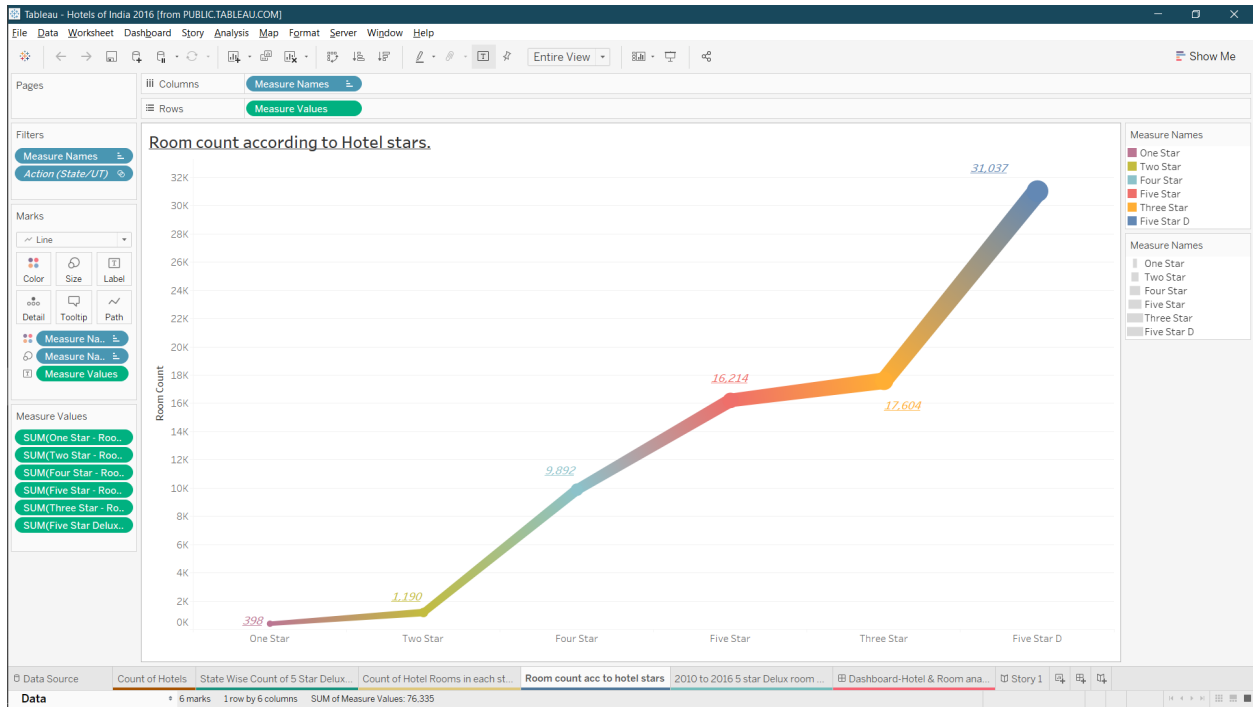 Tableau - Hotels of India 2016 [from PUBLIC.TABLEAU.COM]
File Data Worksheet Dashboard Story Analysis Map Format Server Window Help
Entire View
Show Me
Pages
Columns
Measure Names
Rows
Measure Values
Filters
Measure Names
Action (State/UT)
Marks
Line
Color Size Label
Detail Tooltip Path
Measure Na..
Measure Na..
Measure Values
Measure Values
SUM(One Star - Roo..
SUM(Two Star - Roo..
SUM(Four Star - Roo..
SUM(Five Star - Roo..
SUM(Three Star - Ro..
SUM(Five Star Delux..
Room count according to Hotel stars.
Room Count
32K
30K
28K
26K
24K
22K
20K
18K
16K
14K
12K
10K
8K
6K
4K
2K
0K
398
1,190
9,892
16,214
17,604
31,037
One Star Two Star Four Star Five Star Three Star Five Star D
Measure Names
One Star
Two Star
Four Star
Five Star
Three Star
Five Star D
Measure Names
One Star
Two Star
Four Star
Five Star
Three Star
Five Star D
Data Source Count of Hotels State Wise Count of 5 Star Delux... Count of Hotel Rooms in each st... Room count acc to hotel stars 2010 to 2016 5 star Delux room ... Dashboard-Hotel & Room ana... Story 1
Data 6 marks 1 row by 6 columns SUM of Measure Values: 76,335